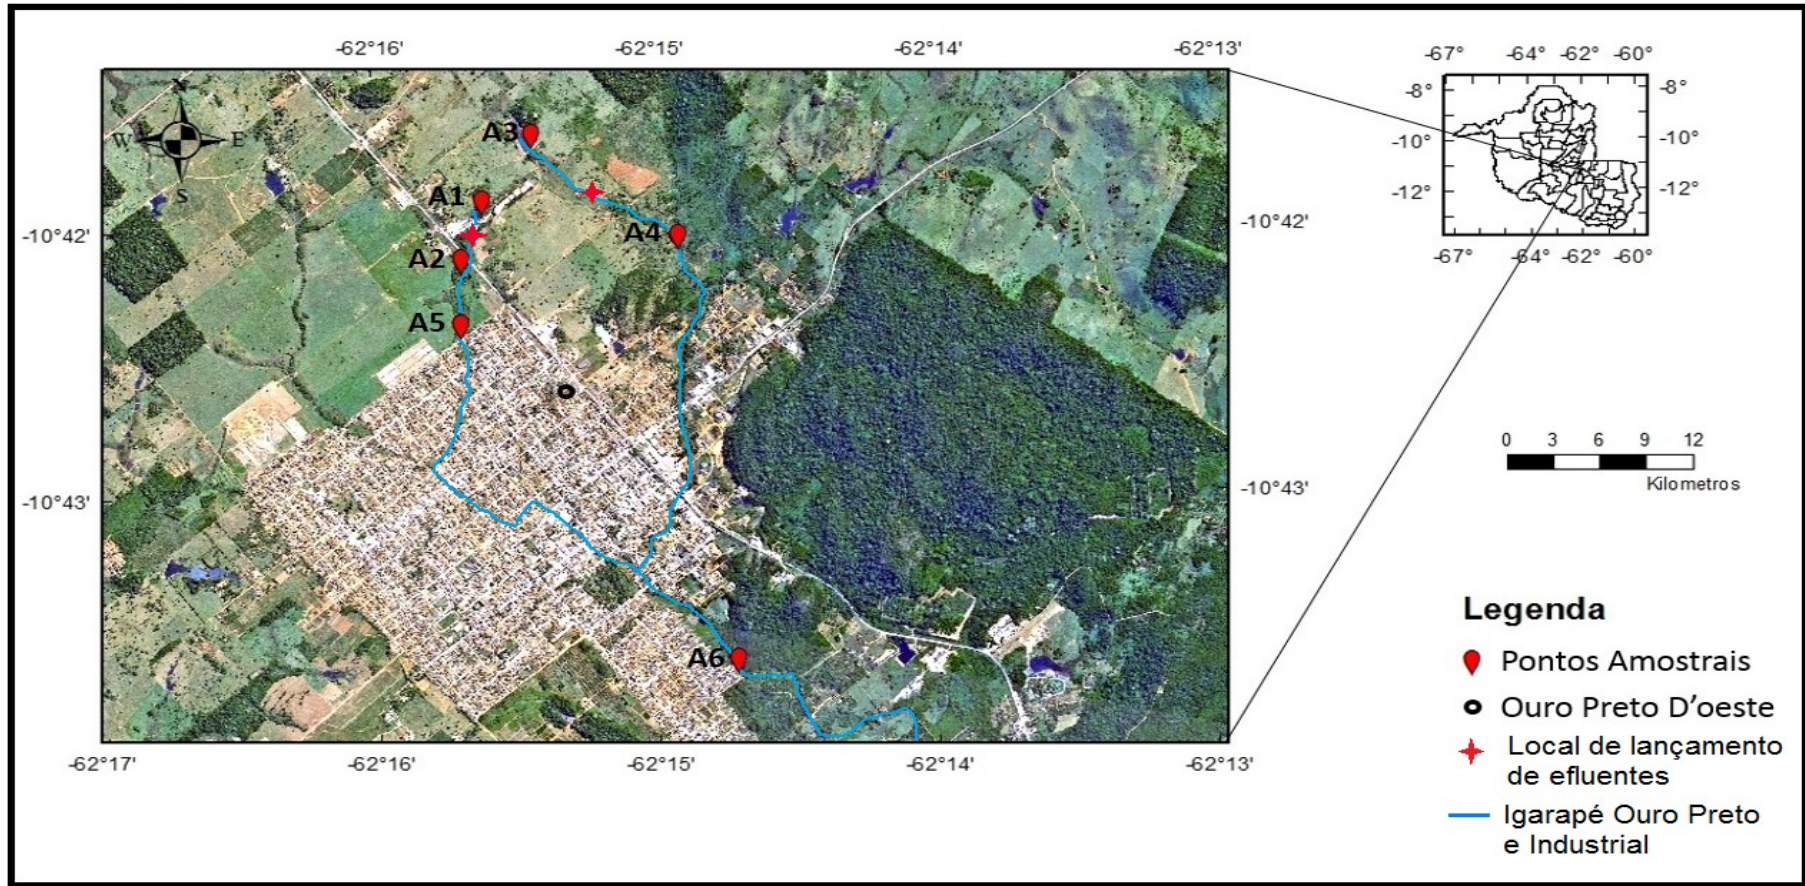 -62°16' -62°15' -62°14' -62°13'
-67° -64° -62° -60°
-8° -8°
-10° -10°
-12° -12°
-67° -64° -62° -60°
N
W E
S
A3
A1
A4
A2
A5
A6
-10°42' -10°42'
-10°43' -10°43'
-62°17' -62°16' -62°15' -62°14' -62°13'
0 3 6 9 12
Kilometros
Legenda
Pontos Amostrais
Ouro Preto D'oeste
Local de lançamento
de efluentes
Igarapé Ouro Preto
e Industrial